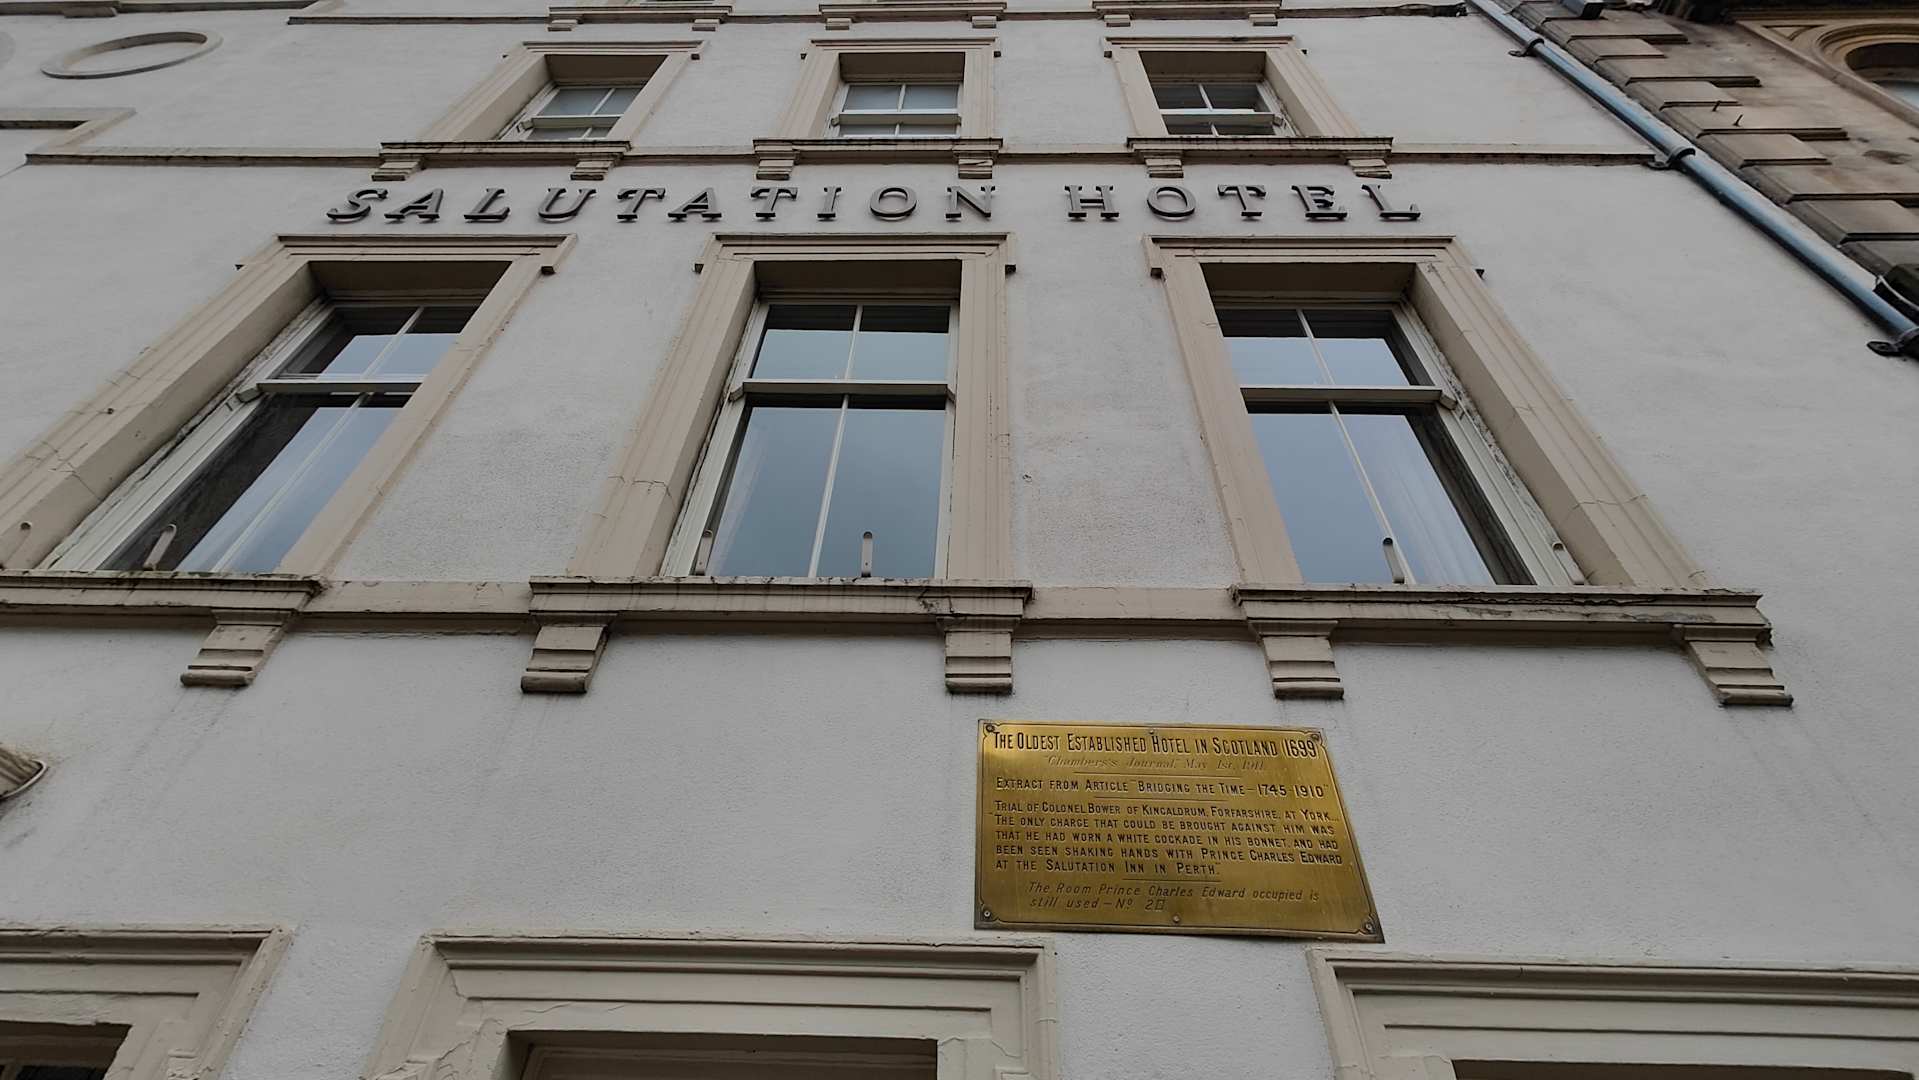 SALUTATION HOTEL
THE OLDEST ESTABLISHED HOTEL IN SCOTLAND (1699)
"Chambers's Journal," May 1st, 1911.
EXTRACT FROM ARTICLE "BRIDGING THE TIME – 1745-1910"
TRIAL OF COLONEL BOWER OF KINCALDRUM, FORFARSHIRE, AT YORK...
"THE ONLY CHARGE THAT COULD BE BROUGHT AGAINST HIM WAS
THAT HE HAD WORN A WHITE COCKADE IN HIS BONNET, AND HAD
BEEN SEEN SHAKING HANDS WITH PRINCE CHARLES EDWARD
AT THE SALUTATION INN IN PERTH."
The Room Prince Charles Edward occupied is
still used – No 2